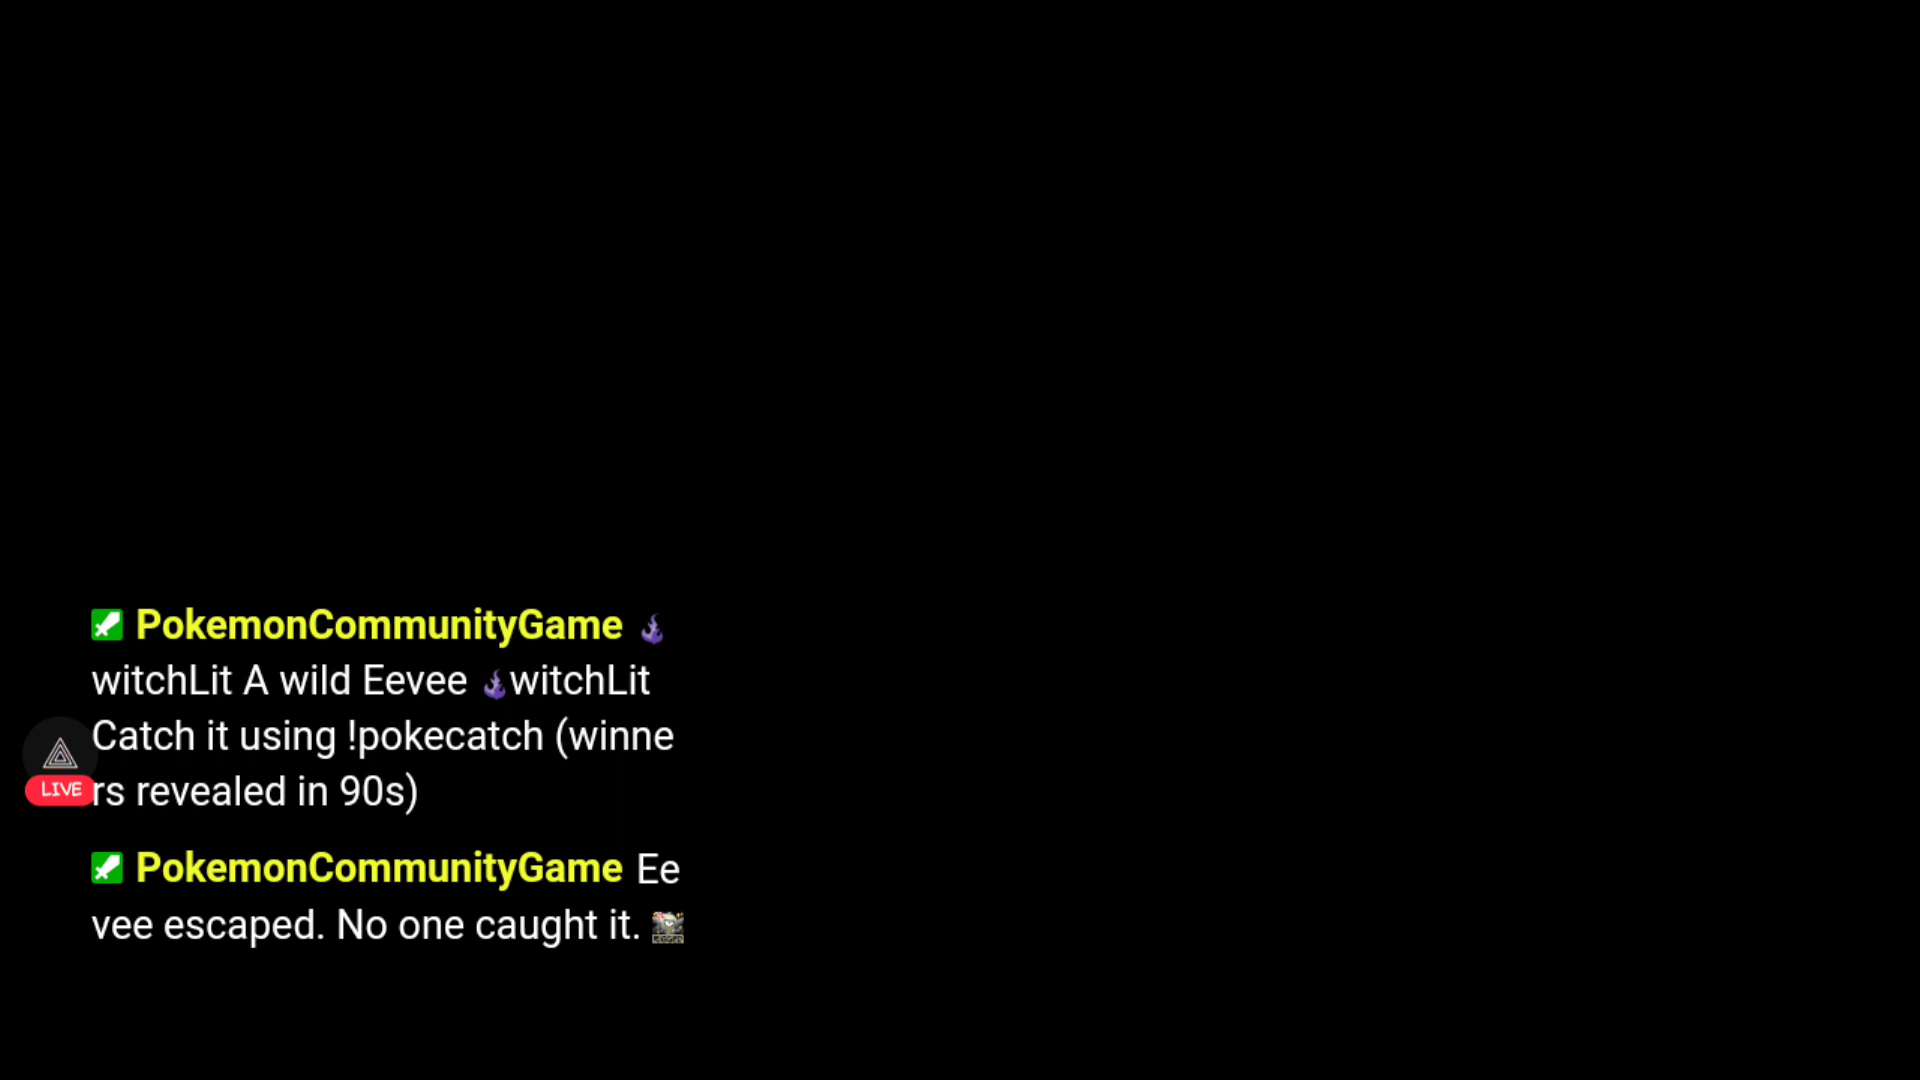 PokemonCommunityGame
witchLit A wild Eevee witchLit
Catch it using !pokecatch (winne
rs revealed in 90s)
LIVE
PokemonCommunityGame Ee
vee escaped. No one caught it.